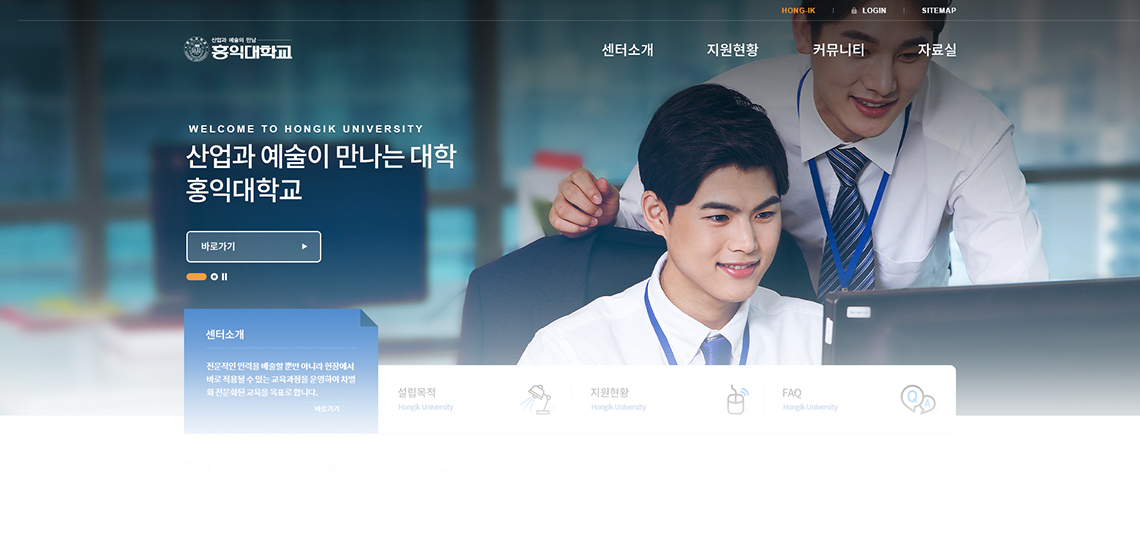 HONG-IK
LOGIN
SITEMAP
산업과 예술의 만남
홍익대학교
센터소개
지원현황
커뮤니티
자료실
WELCOME TO HONGIK UNIVERSITY
산업과 예술이 만나는 대학
홍익대학교
바로가기
센터소개
전문적인 인력을 배출할 뿐만 아니라 현장에서
바로 적용될 수 있는 교육과정을 운영하여 차별
화 전문화된 교육을 목표로 합니다.
바로가기
설립목적
Hongik University
지원현황
Hongik University
FAQ
Hongik University
Q
A